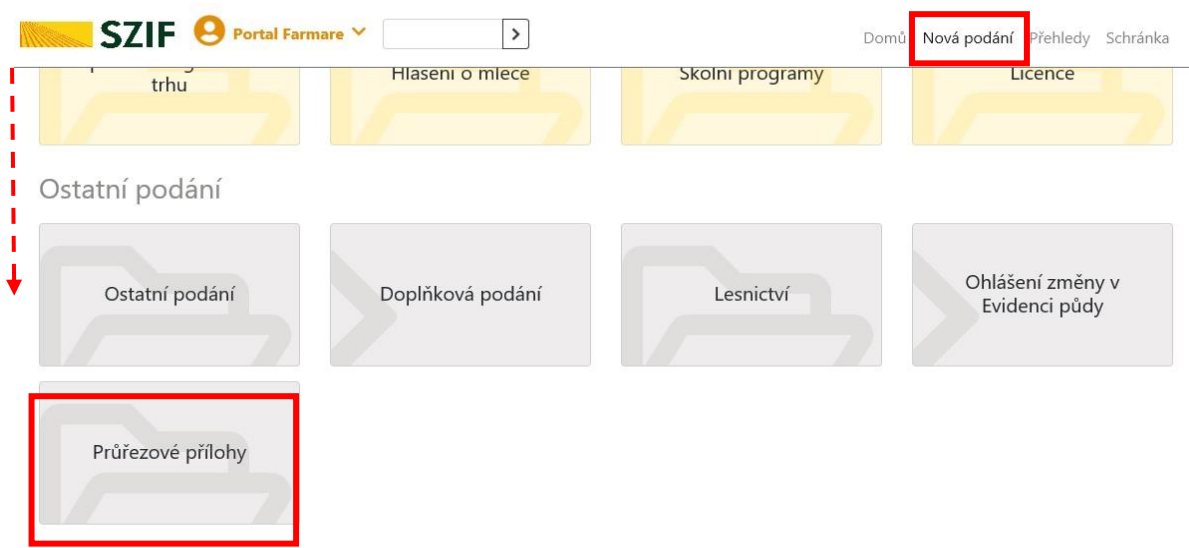 SZIF Portal Farmare > Domů Nová podání Přehledy Schránka
trhu
Hlášení o mléce
Školní programy
Licence
Ostatní podání
Ostatní podání
Doplňková podání
Lesnictví
Ohlášení změny v
Evidenci půdy
Průřezové přílohy